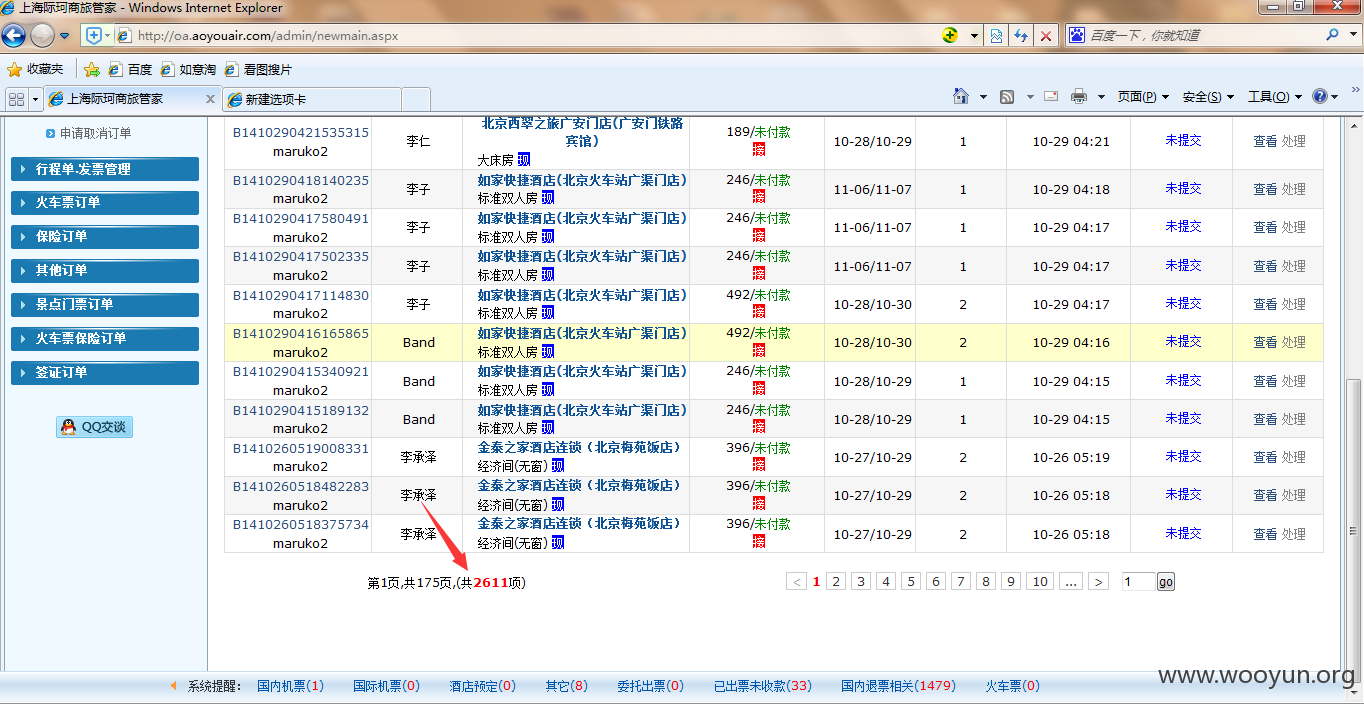 上海际珂商旅管家 - Windows Internet Explorer
http://oa.aoyouair.com/admin/newmain.aspx
百度一下，你就知道
收藏夹 百度 如意淘 看图搜片
上海际珂商旅管家 新建选项卡
页面(P) 安全(S) 工具(O)
申请取消订单
行程单-发票管理
火车票订单
保险订单
其他订单
景点门票订单
火车票保险订单
签证订单
QQ交谈
B1410290421535315 maruko2 李仁 北京西翠之旅广安门店(广安门铁路宾馆) 大床房 现 189/未付款 接 10-28/10-29 1 10-29 04:21 未提交 查看 处理
B1410290418140235 maruko2 李子 如家快捷酒店(北京火车站广渠门店) 标准双人房 现 246/未付款 接 11-06/11-07 1 10-29 04:18 未提交 查看 处理
B1410290417580491 maruko2 李子 如家快捷酒店(北京火车站广渠门店) 标准双人房 现 246/未付款 接 11-06/11-07 1 10-29 04:17 未提交 查看 处理
B1410290417502335 maruko2 李子 如家快捷酒店(北京火车站广渠门店) 标准双人房 现 246/未付款 接 11-06/11-07 1 10-29 04:17 未提交 查看 处理
B1410290417114830 maruko2 李子 如家快捷酒店(北京火车站广渠门店) 标准双人房 现 492/未付款 接 10-28/10-30 2 10-29 04:17 未提交 查看 处理
B1410290416165865 maruko2 Band 如家快捷酒店(北京火车站广渠门店) 标准双人房 现 492/未付款 接 10-28/10-30 2 10-29 04:16 未提交 查看 处理
B1410290415340921 maruko2 Band 如家快捷酒店(北京火车站广渠门店) 标准双人房 现 246/未付款 接 10-28/10-29 1 10-29 04:15 未提交 查看 处理
B1410290415189132 maruko2 Band 如家快捷酒店(北京火车站广渠门店) 标准双人房 现 246/未付款 接 10-28/10-29 1 10-29 04:15 未提交 查看 处理
B1410260519008331 maruko2 李承泽 金泰之家酒店连锁（北京梅苑饭店） 经济间(无窗) 现 396/未付款 接 10-27/10-29 2 10-26 05:19 未提交 查看 处理
B1410260518482283 maruko2 李承泽 金泰之家酒店连锁（北京梅苑饭店） 经济间(无窗) 现 396/未付款 接 10-27/10-29 2 10-26 05:18 未提交 查看 处理
B1410260518375734 maruko2 李承泽 金泰之家酒店连锁（北京梅苑饭店） 经济间(无窗) 现 396/未付款 接 10-27/10-29 2 10-26 05:18 未提交 查看 处理
第1页,共175页,(共2611项) < 1 2 3 4 5 6 7 8 9 10 ... > 1 go
系统提醒: 国内机票(1) 国际机票(0) 酒店预定(0) 其它(8) 委托出票(0) 已出票未收款(33) 国内退票相关(1479) 火车票(0)
www.wooyun.org